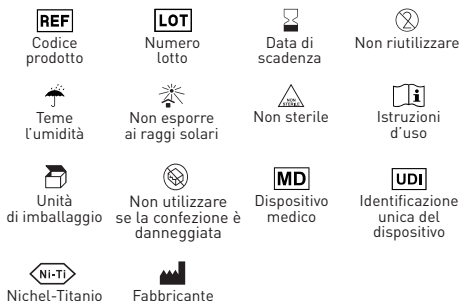 REF LOT
Codice Numero Data di Non riutilizzare
prodotto lotto scadenza
2
NON
STERILE
i
Teme Non esporre Non sterile Istruzioni
l'umidità ai raggi solari d'uso
MD UDI
Unità Non utilizzare Dispositivo Identificazione
di imballaggio se la confezione è medico unica del
danneggiata dispositivo
Ni-Ti
Nichel-Titanio Fabbricante